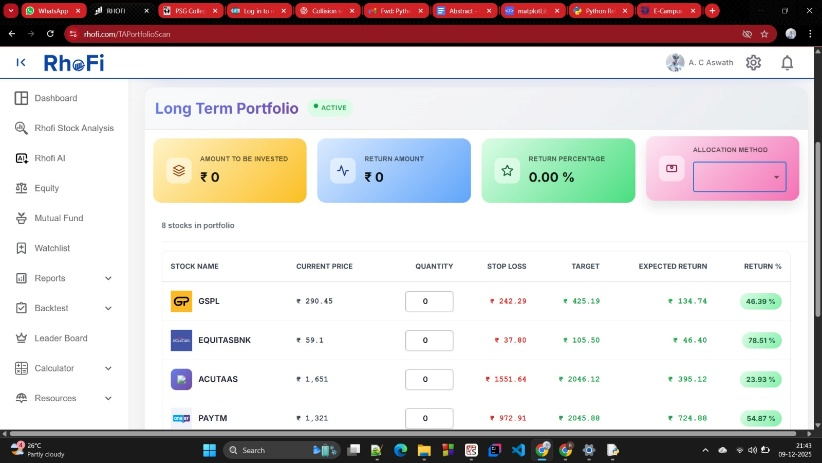 WhatsApp
RHOFI
PSG Colle
Log in to
Collision s
Fwd: Pyth
Abstract -
matplotLi
Python Re
E-Campu
rhofi.com/TAPortfolioScan
RhoFi
A. C Aswath
Dashboard
Rhofi Stock Analysis
Rhofi AI
Equity
Mutual Fund
Watchlist
Reports
Backtest
Leader Board
Calculator
Resources
Long Term Portfolio
ACTIVE
AMOUNT TO BE INVESTED
₹ 0
RETURN AMOUNT
₹ 0
RETURN PERCENTAGE
0.00 %
ALLOCATION METHOD
8 stocks in portfolio
STOCK NAME CURRENT PRICE QUANTITY STOP LOSS TARGET EXPECTED RETURN RETURN %
GP GSPL ₹ 290.45 0 ₹ 242.29 ₹ 425.19 ₹ 134.74 46.39 %
EQUITASBNK ₹ 59.1 0 ₹ 37.80 ₹ 105.50 ₹ 46.40 78.51 %
ACUTAAS ₹ 1,651 0 ₹ 1551.64 ₹ 2046.12 ₹ 395.12 23.93 %
PAYTM ₹ 1,321 0 ₹ 972.91 ₹ 2045.88 ₹ 724.88 54.87 %
26°C
Partly cloudy
Search
21:43
09-12-2025